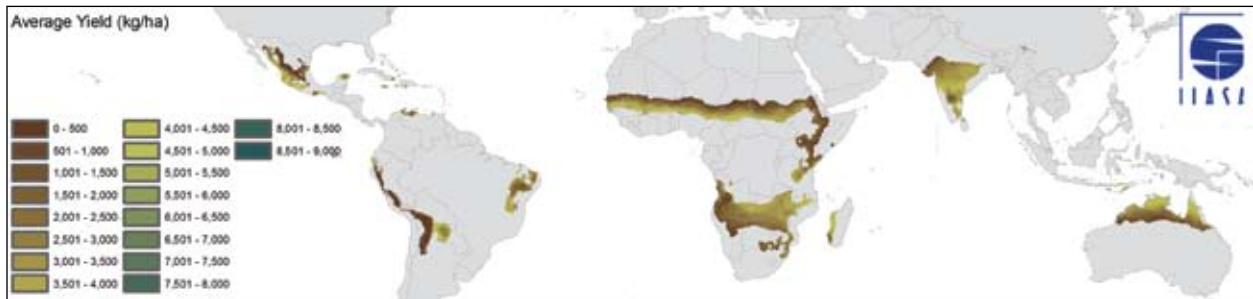 Average Yield (kg/ha)
0 - 500
501 - 1,000
1,001 - 1,500
1,501 - 2,000
2,001 - 2,500
2,501 - 3,000
3,001 - 3,500
3,501 - 4,000
4,001 - 4,500
4,501 - 5,000
5,001 - 5,500
5,501 - 6,000
6,001 - 6,500
6,501 - 7,000
7,001 - 7,500
7,501 - 8,000
8,001 - 8,500
8,501 - 9,000
IIASA